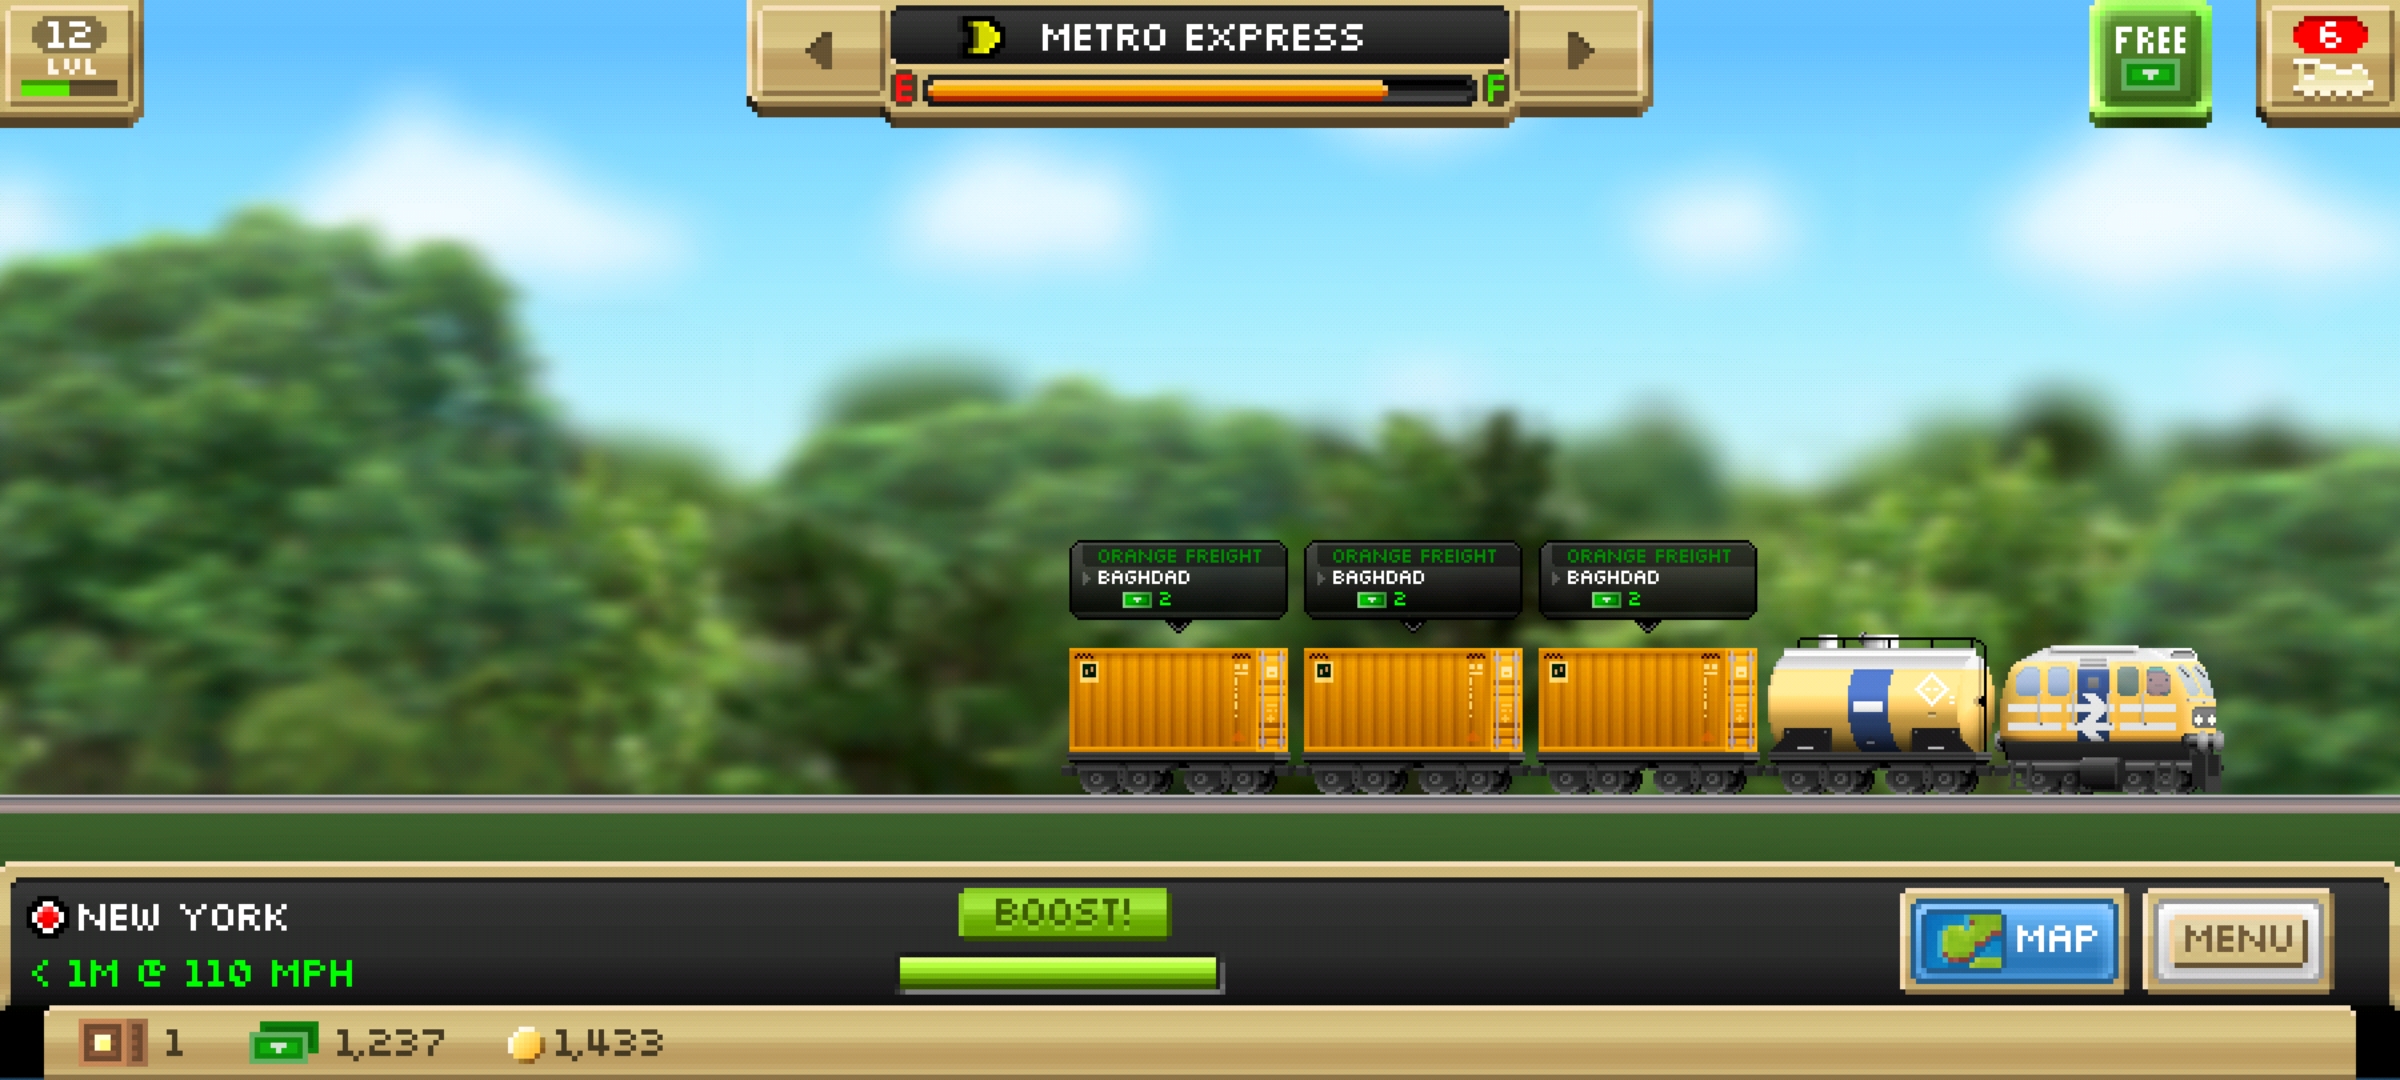 12
LVL
METRO EXPRESS
E F
FREE
6
ORANGE FREIGHT
BAGHDAD
2
ORANGE FREIGHT
BAGHDAD
2
ORANGE FREIGHT
BAGHDAD
2
NEW YORK
< 1M @ 110 MPH
BOOST!
MAP
MENU
1 1,237 1,433